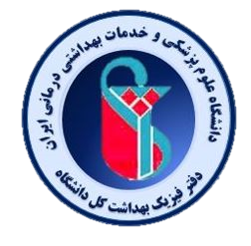 دانشگاه علوم پزشکی و خدمات بهداشتی درمانی ایران
دفتر فیزیک بهداشت کل دانشگاه